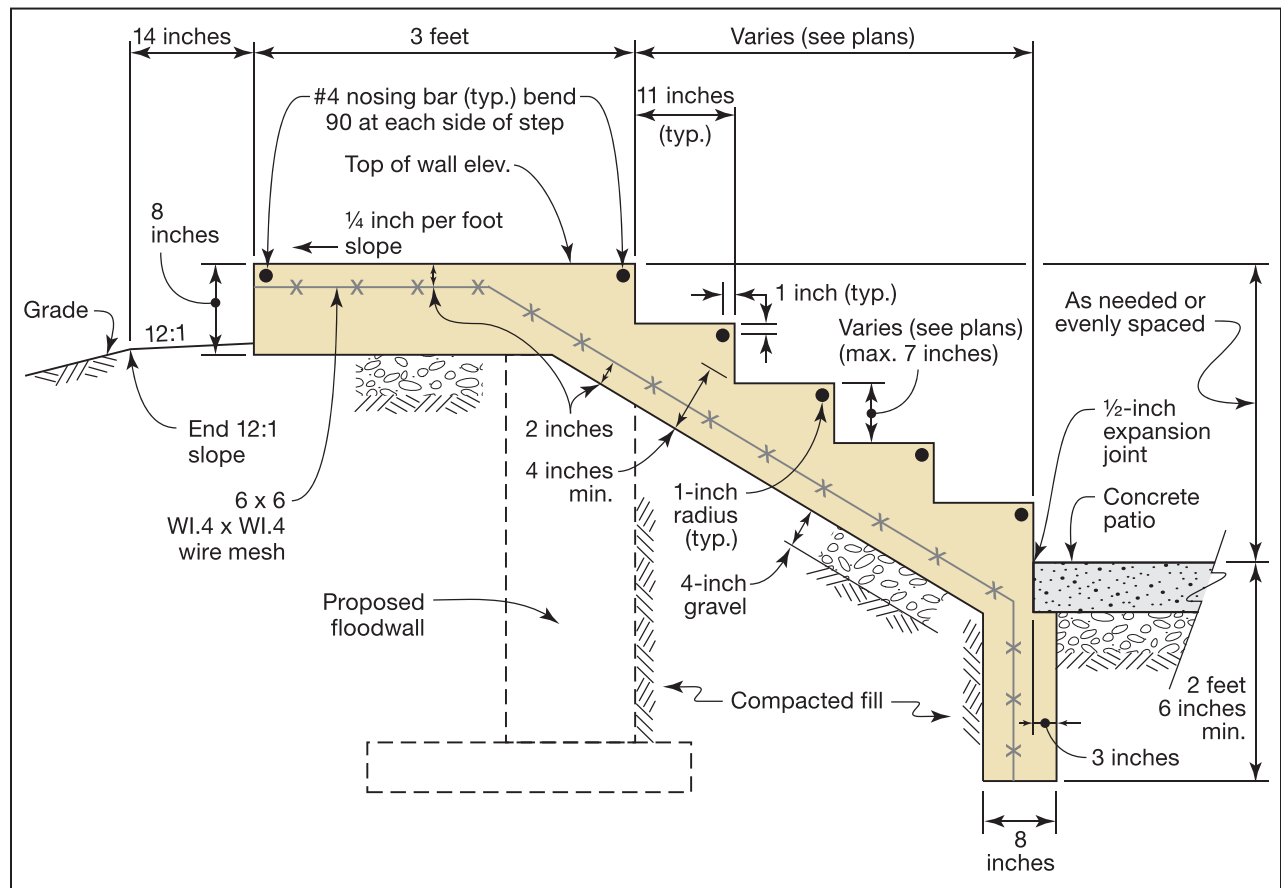 14 inches
3 feet
Varies (see plans)
#4 nosing bar (typ.) bend
90 at each side of step
11 inches
(typ.)
Top of wall elev.
8
inches
¼ inch per foot
slope
1 inch (typ.)
Grade
12:1
Varies (see plans)
(max. 7 inches)
As needed or
evenly spaced
End 12:1
slope
2 inches
½-inch
expansion
joint
4 inches
min.
6 x 6
WI.4 x WI.4
wire mesh
1-inch
radius
(typ.)
Concrete
patio
4-inch
gravel
Proposed
floodwall
Compacted fill
2 feet
6 inches
min.
3 inches
8
inches